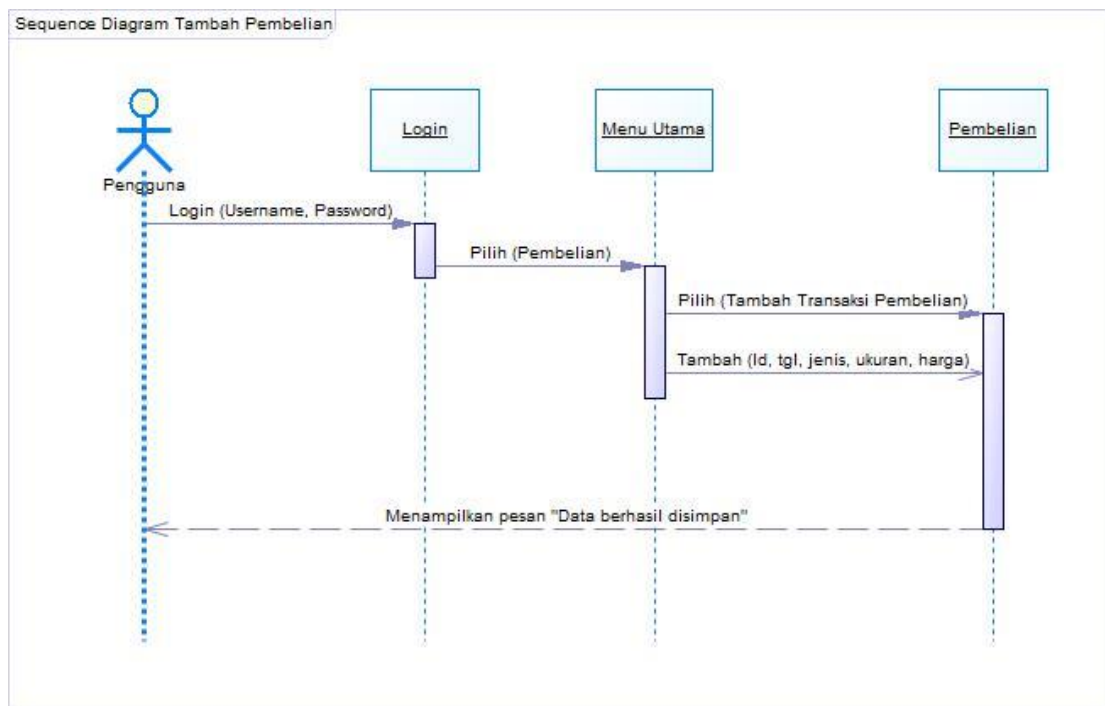 Sequence Diagram Tambah Pembelian
Login
Menu Utama
Pembelian
Pengguna
Login (Username, Password)
Pilih (Pembelian)
Pilih (Tambah Transaksi Pembelian)
Tambah (Id, tgl, jenis, ukuran, harga)
Menampilkan pesan "Data berhasil disimpan"